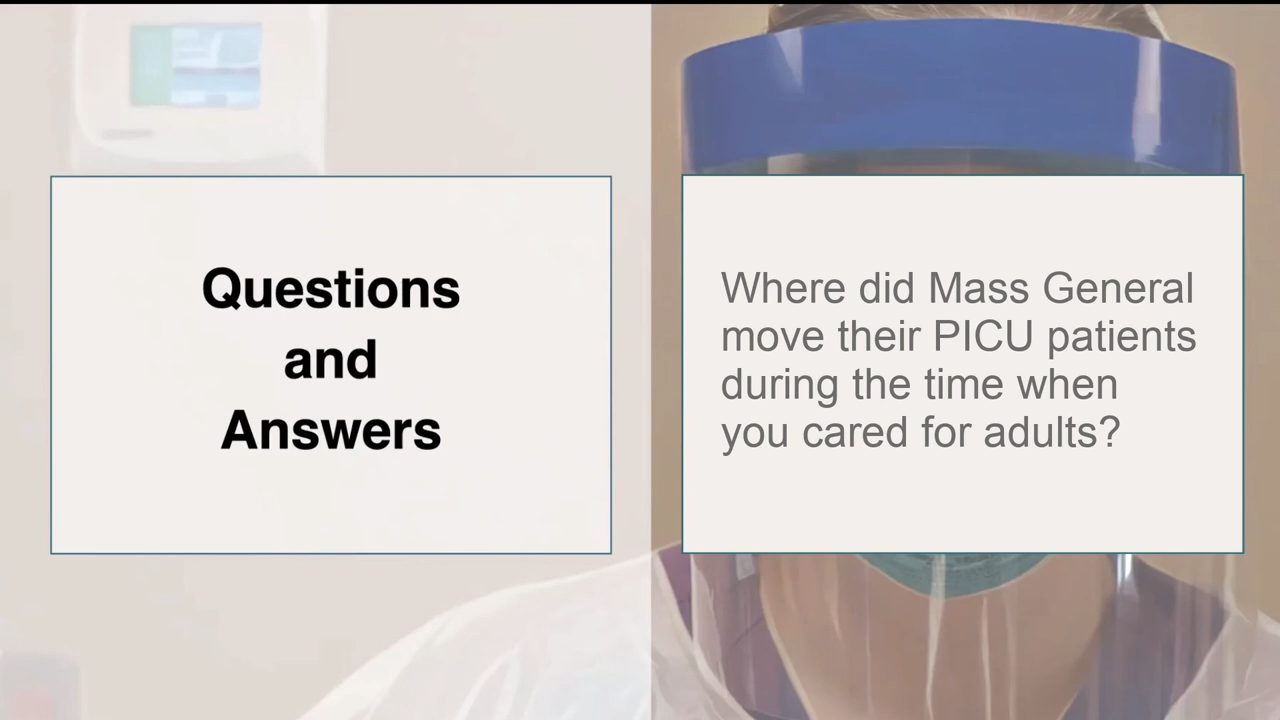 Questions
and
Answers
Where did Mass General
move their PICU patients
during the time when
you cared for adults?